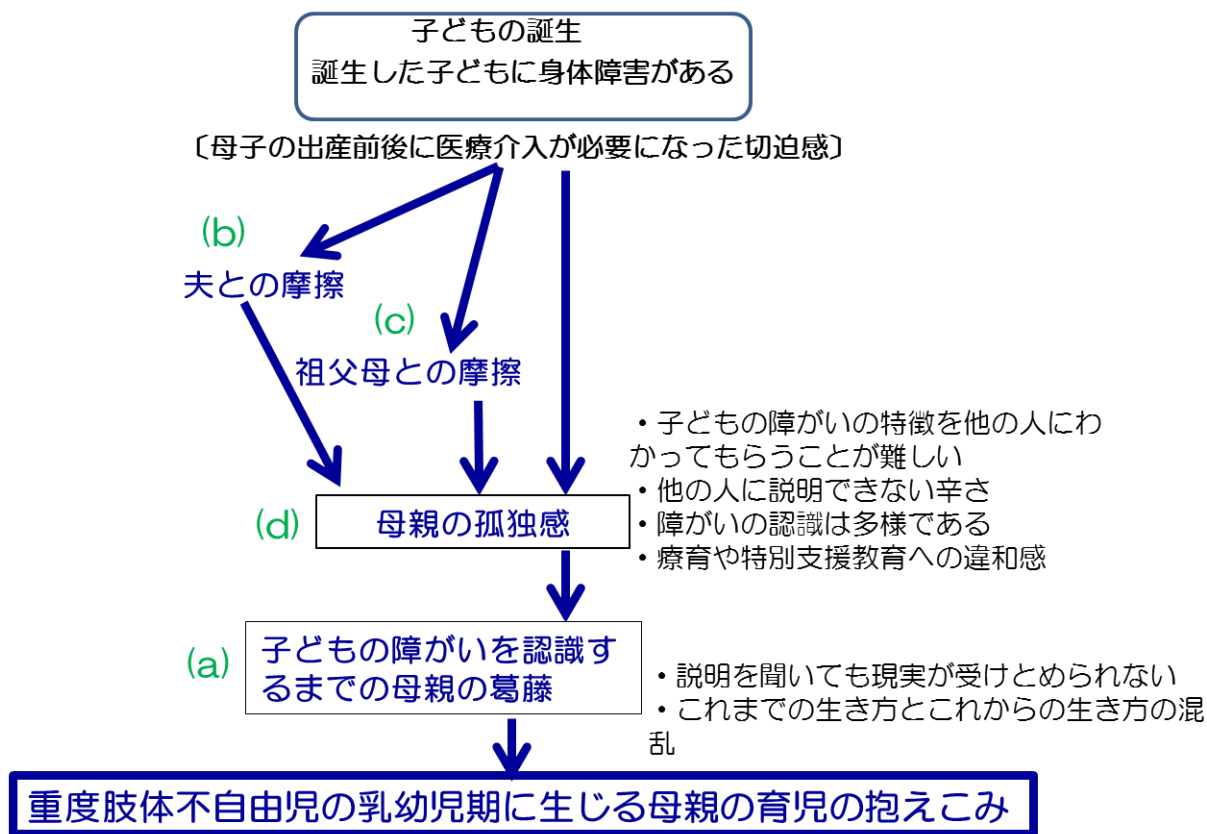 子どもの誕生
誕生した子どもに身体障害がある
〔母子の出産前後に医療介入が必要になった切迫感〕
(b)
夫との摩擦
(c)
祖父母との摩擦
・子どもの障がいの特徴を他の人にわ
かってもらうことが難しい
・他の人に説明できない辛さ
・障がいの認識は多様である
・療育や特別支援教育への違和感
(d)
母親の孤独感
(a)
子どもの障がいを認識す
るまでの母親の葛藤
・説明を聞いても現実が受けとめられない
・これまでの生き方とこれからの生き方の混
乱
重度肢体不自由児の乳幼児期に生じる母親の育児の抱えこみ